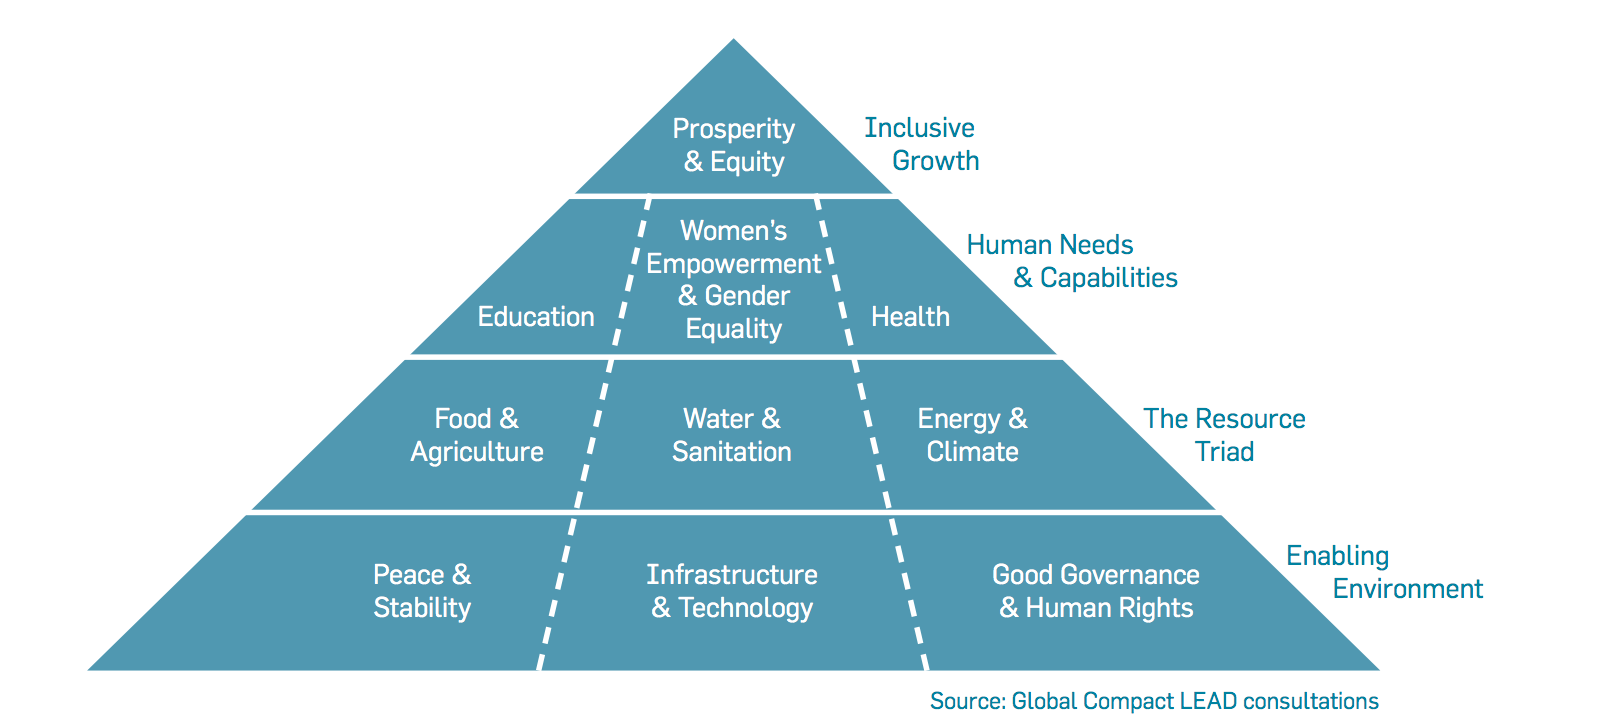 Prosperity
& Equity
Inclusive
Growth
Women's
Empowerment
& Gender
Equality
Education
Health
Human Needs
& Capabilities
Food &
Agriculture
Water &
Sanitation
Energy &
Climate
The Resource
Triad
Peace &
Stability
Infrastructure
& Technology
Good Governance
& Human Rights
Enabling
Environment
Source: Global Compact LEAD consultations